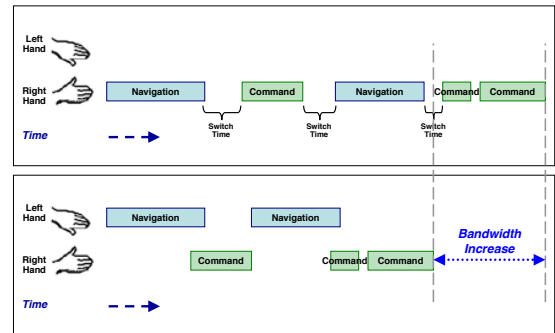 Left
Hand
Right
Hand
Navigation
Command
Navigation
Command
Command
Switch
Time
Switch
Time
Switch
Time
Time
Left
Hand
Navigation
Navigation
Bandwidth
Increase
Right
Hand
Command
Command
Command
Time